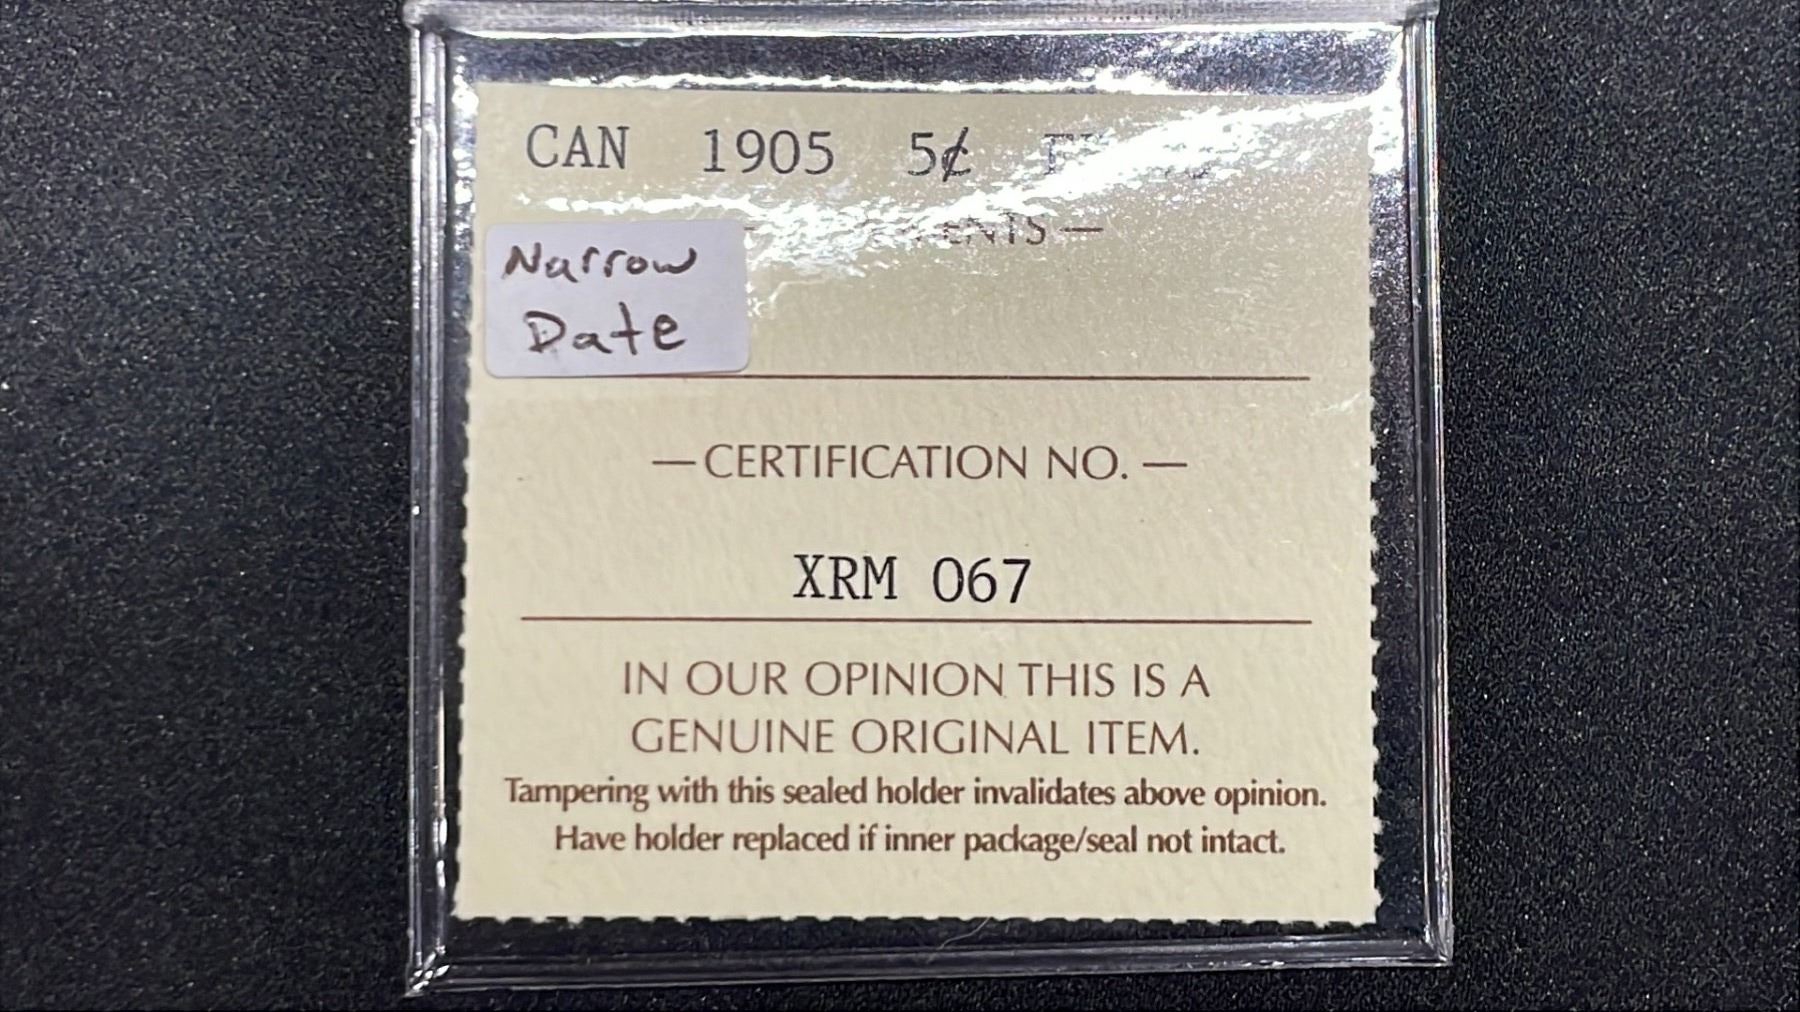 CAN 1905 5¢
Narrow
Date
— CERTIFICATION NO. —
XRM 067
IN OUR OPINION THIS IS A
GENUINE ORIGINAL ITEM.
Tampering with this sealed holder invalidates above opinion.
Have holder replaced if inner package/seal not intact.